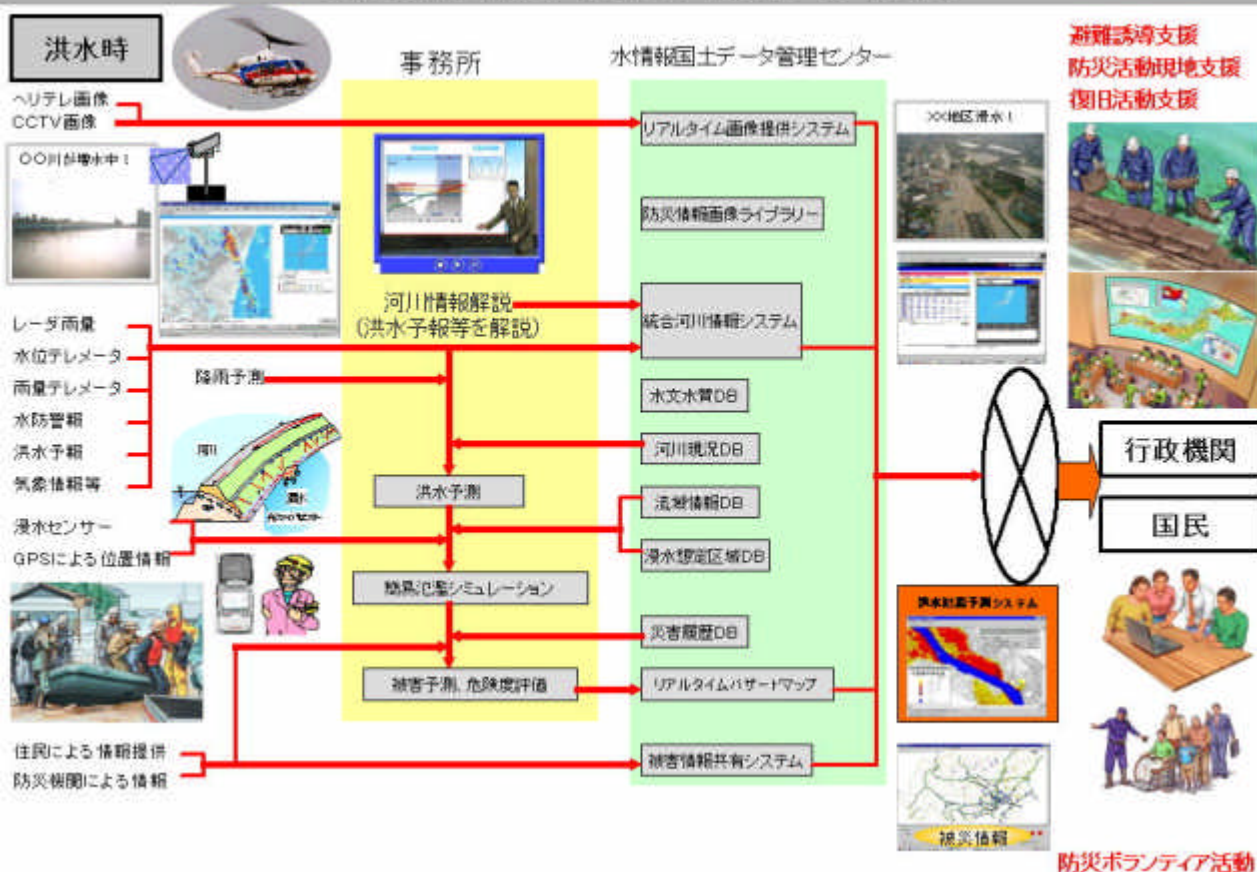 洪水時
事務所
水情報国土データ管理センター
避難誘導支援
防災活動現地支援
復旧活動支援
ヘリテレ画像
CCTV画像
○○川が増水中！
リアルタイム画像提供システム
××地区浸水！
防災情報画像ライブラリー
河川情報解説
(洪水予報等を解説)
統合河川情報システム
レーダ雨量
水位テレメータ
雨量テレメータ
水防警報
洪水予報
気象情報等
降雨予測
水文水質DB
河川現況DB
洪水予測
流域情報DB
浸水想定区域DB
浸水センサー
GPSによる位置情報
簡易氾濫シミュレーション
災害履歴DB
被害予測、危険度評価
リアルタイムハザードマップ
住民による情報提供
防災機関による情報
被害情報共有システム
行政機関
国民
被災情報
防災ボランティア活動